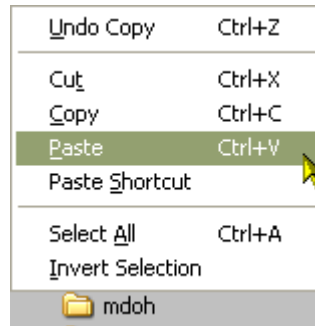 Undo Copy Ctrl+Z
Cut Ctrl+X
Copy Ctrl+C
Paste Ctrl+V
Paste Shortcut
Select All Ctrl+A
Invert Selection
mdoh